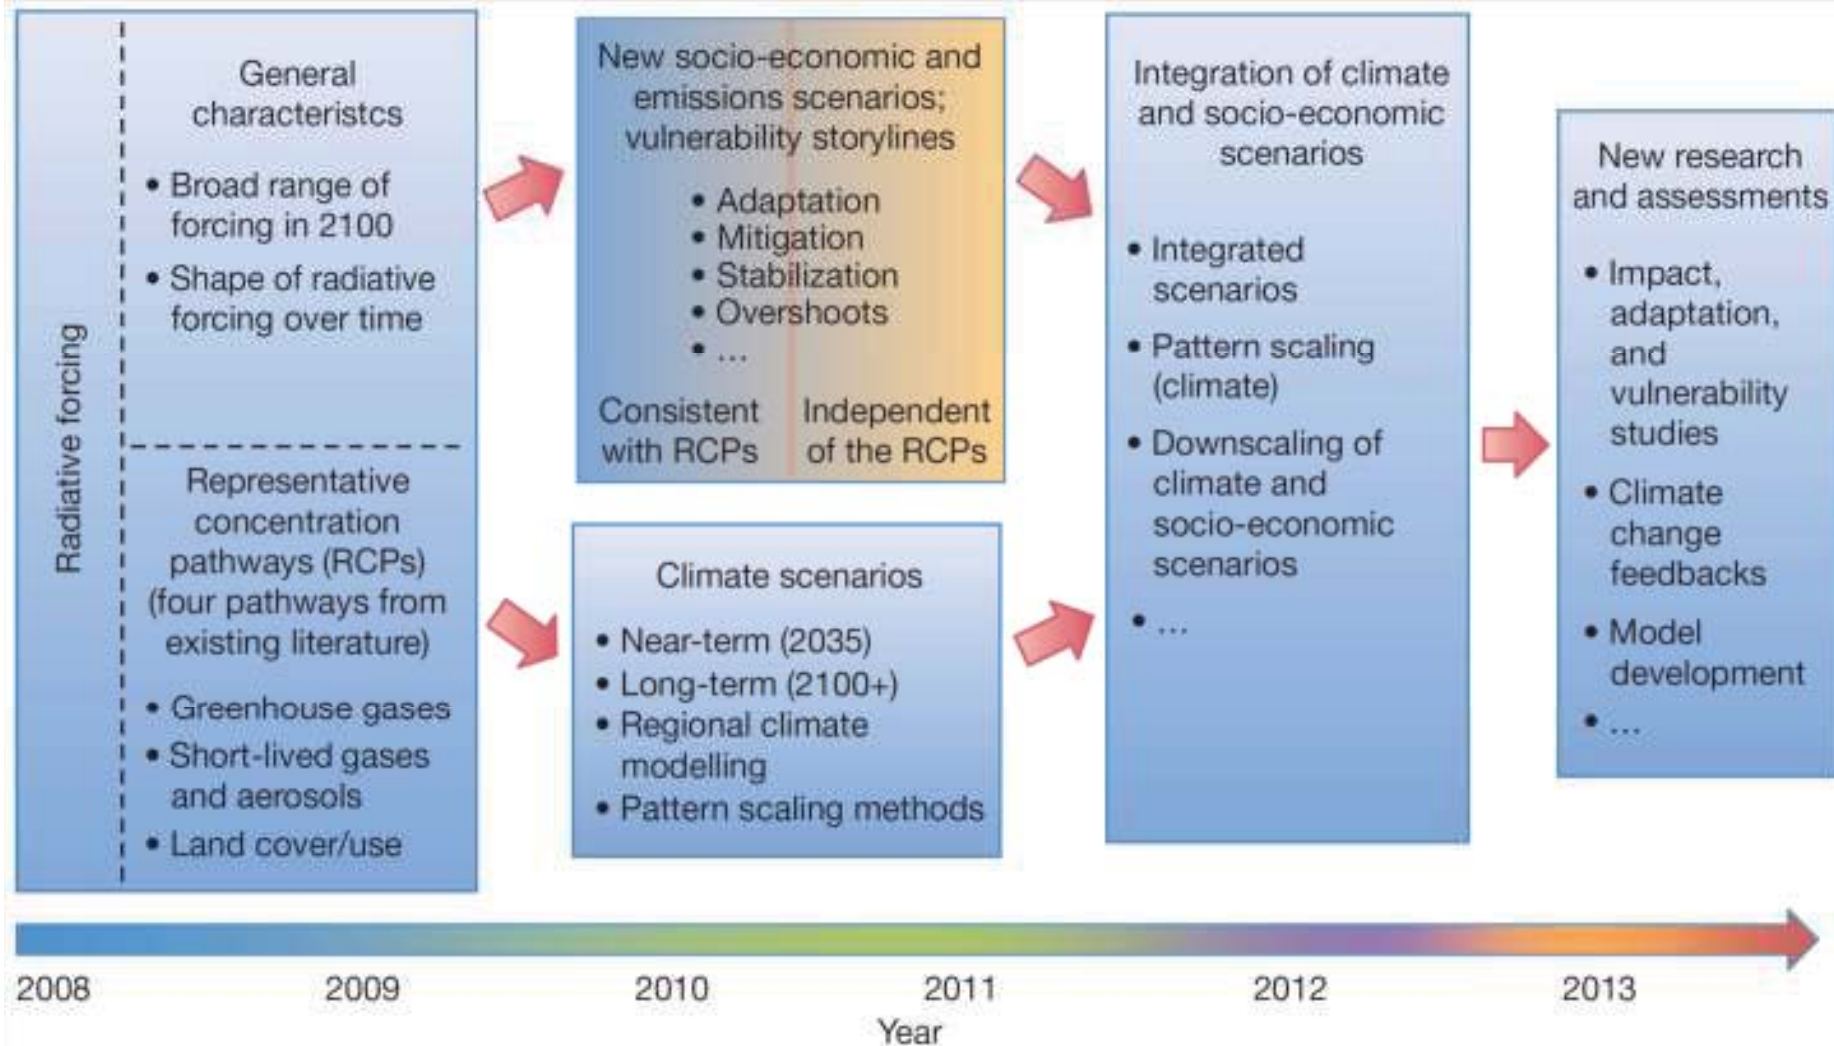 Radiative forcing
General
characteristcs
• Broad range of
forcing in 2100
• Shape of radiative
forcing over time
Representative
concentration
pathways (RCPs)
(four pathways from
existing literature)
• Greenhouse gases
• Short-lived gases
and aerosols
• Land cover/use
New socio-economic and
emissions scenarios;
vulnerability storylines
• Adaptation
• Mitigation
• Stabilization
• Overshoots
• ...
Consistent
with RCPs
Independent
of the RCPs
Climate scenarios
• Near-term (2035)
• Long-term (2100+)
• Regional climate
modelling
• Pattern scaling methods
Integration of climate
and socio-economic
scenarios
• Integrated
scenarios
• Pattern scaling
(climate)
• Downscaling of
climate and
socio-economic
scenarios
• ...
New research
and assessments
• Impact,
adaptation,
and
vulnerability
studies
• Climate
change
feedbacks
• Model
development
• ...
2008 2009 2010 2011 2012 2013
Year